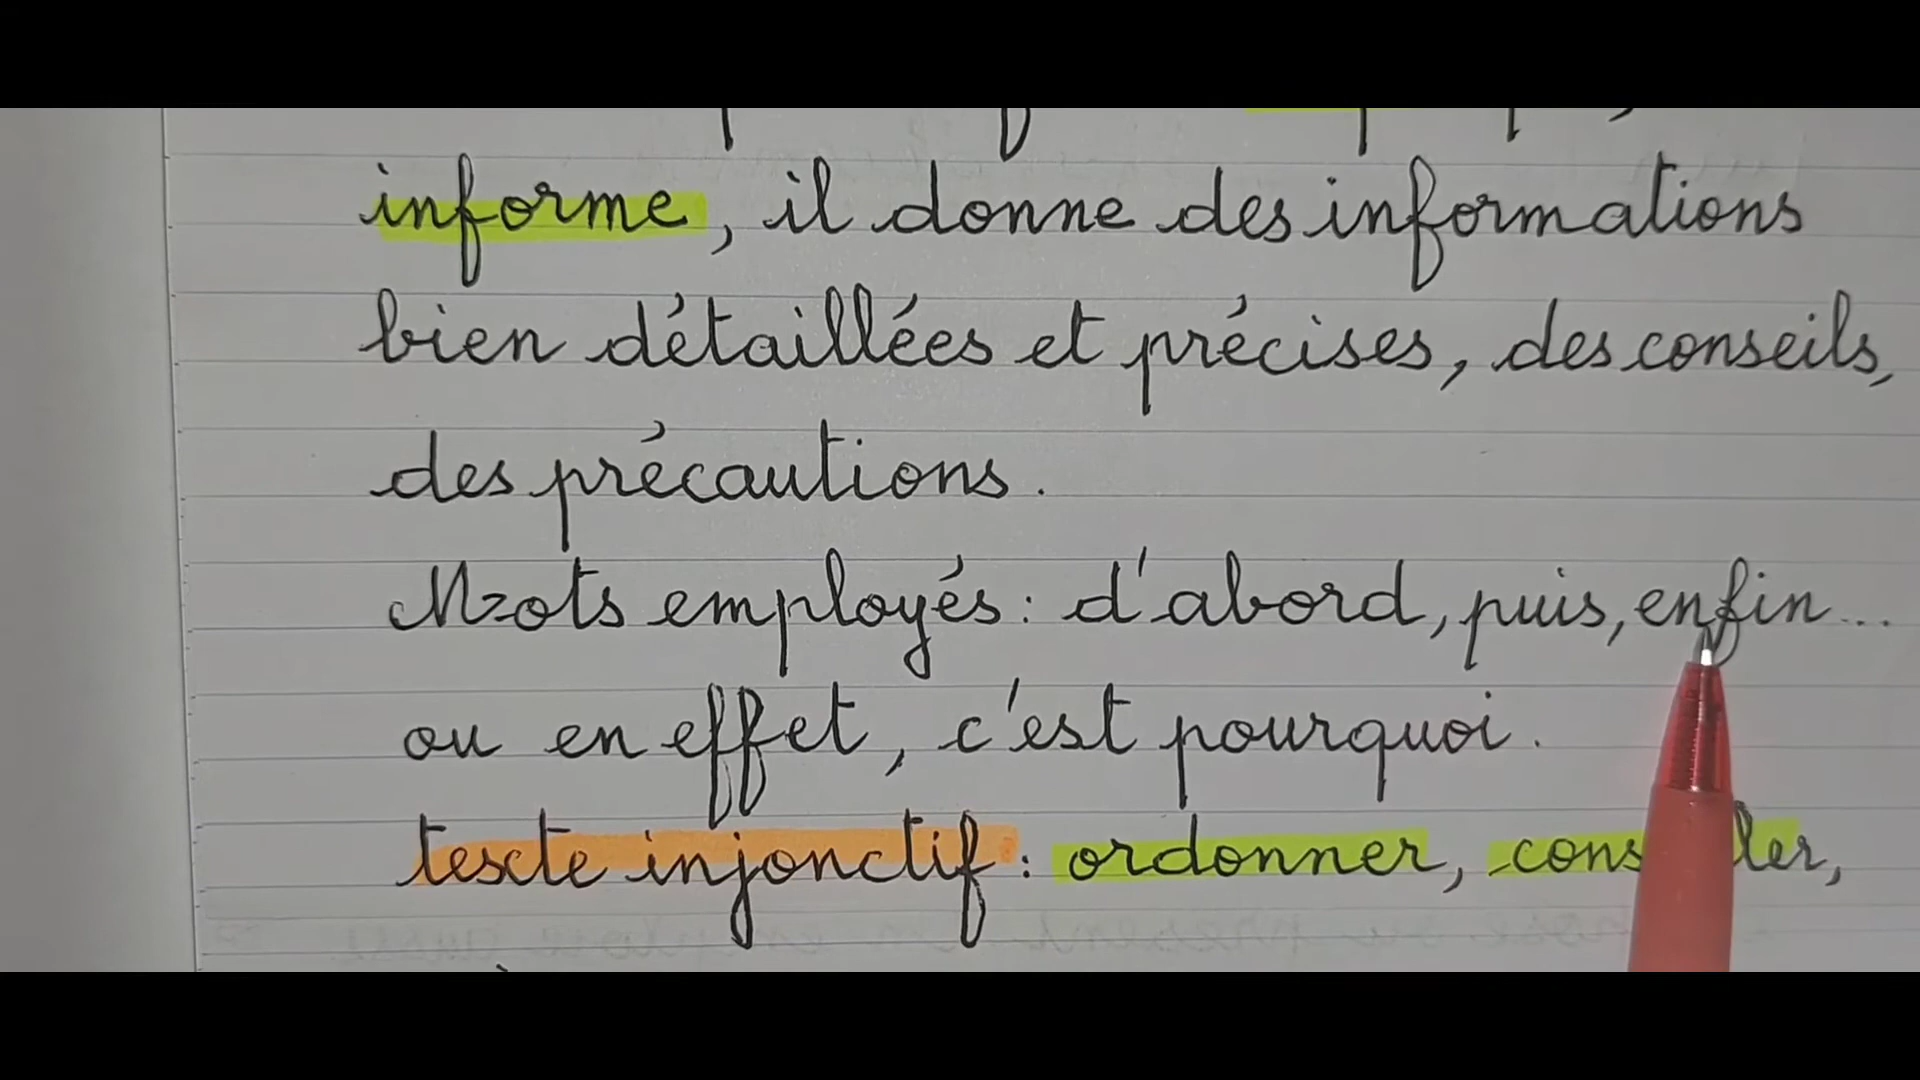 informe, il donne des informations
bien détaillées et précises, des conseils,
des précautions.
Mots employés : d'abord, puis, enfin...
ou en effet, c'est pourquoi.
texte injonctif : ordonner,